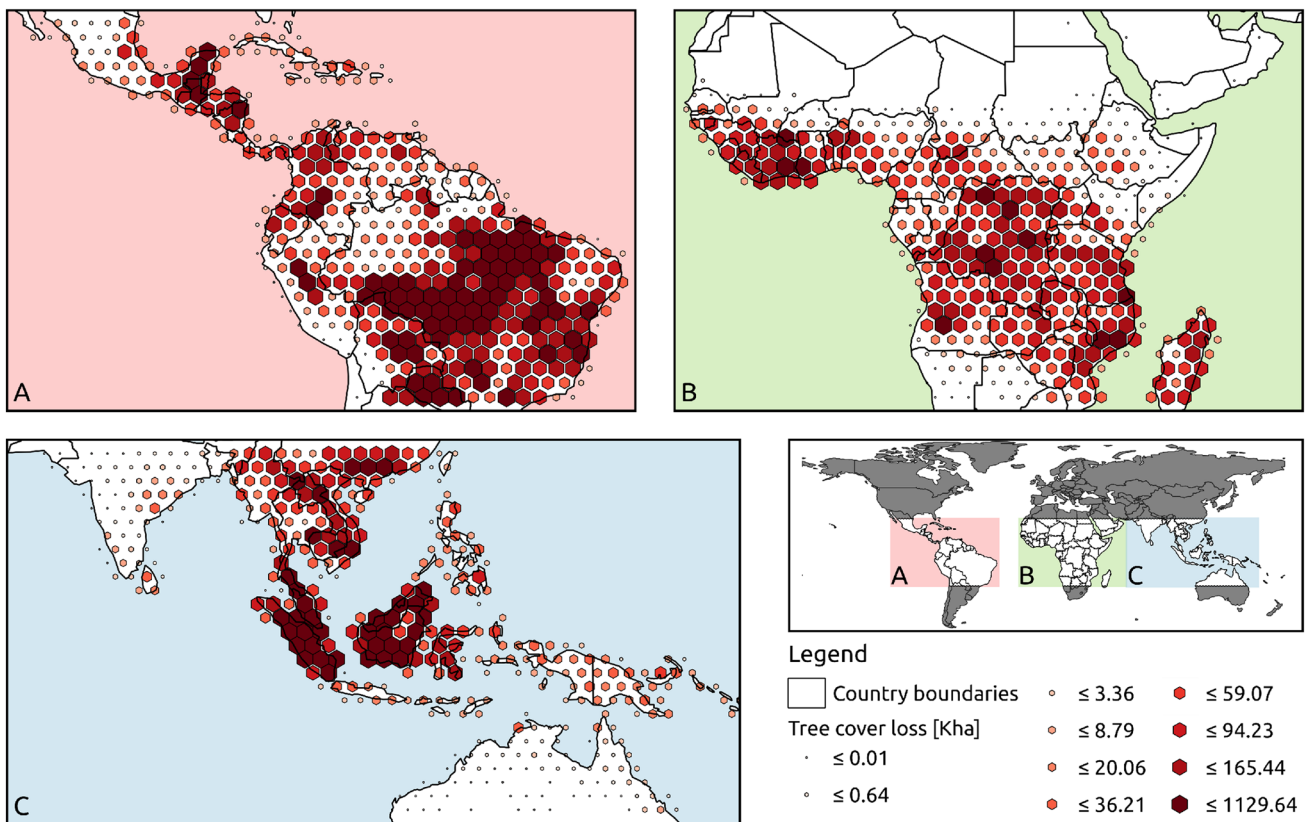 A
B
C
A
B
C
Legend
Country boundaries
Tree cover loss [Kha]
≤ 0.01
≤ 0.64
≤ 3.36
≤ 8.79
≤ 20.06
≤ 36.21
≤ 59.07
≤ 94.23
≤ 165.44
≤ 1129.64